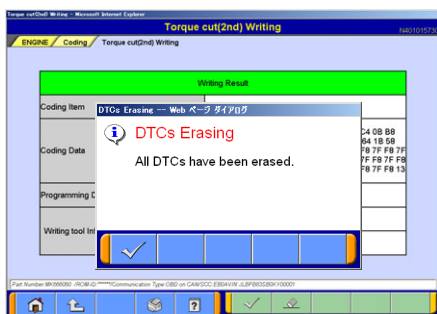 Torque cut(2nd) Writing - Microsoft Internet Explorer
Torque cut(2nd) Writing
N401015730
ENGINE
Coding
Torque cut(2nd) Writing
Writing Result
Coding Item
DTCs Erasing -- Web ページ ダイアログ
DTCs Erasing
All DTCs have been erased.
Coding Data
C4 0B B8
64 1B 58
F8 7F F8 7F
7F F8 7F F8
F8 7F F8 13
Programming D
Writing tool In
?